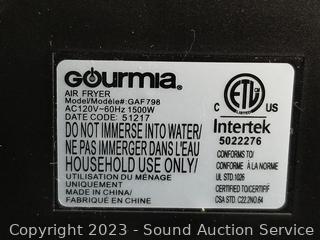 GOURMIA
AIR FRYER
Model/Modèle#: GAF798
AC120V~60Hz 1500W
DATE CODE: 51217
DO NOT IMMERSE INTO WATER/
NE PAS IMMERGER DANS L'EAU
HOUSEHOLD USE ONLY/
UTILISATION DU MÉNAGE
UNIQUEMENT
MADE IN CHINA/
FABRIQUÉ EN CHINE
ETL
C US
LISTED
Intertek
5022276
CONFORMS TO/
CONFORME À LA NORME
UL STD.1026
CERTIFIED TO/CERTIFIÉ
CSA STD. C22.2NO.64
Copyright - 2023 - Sound Auction Service